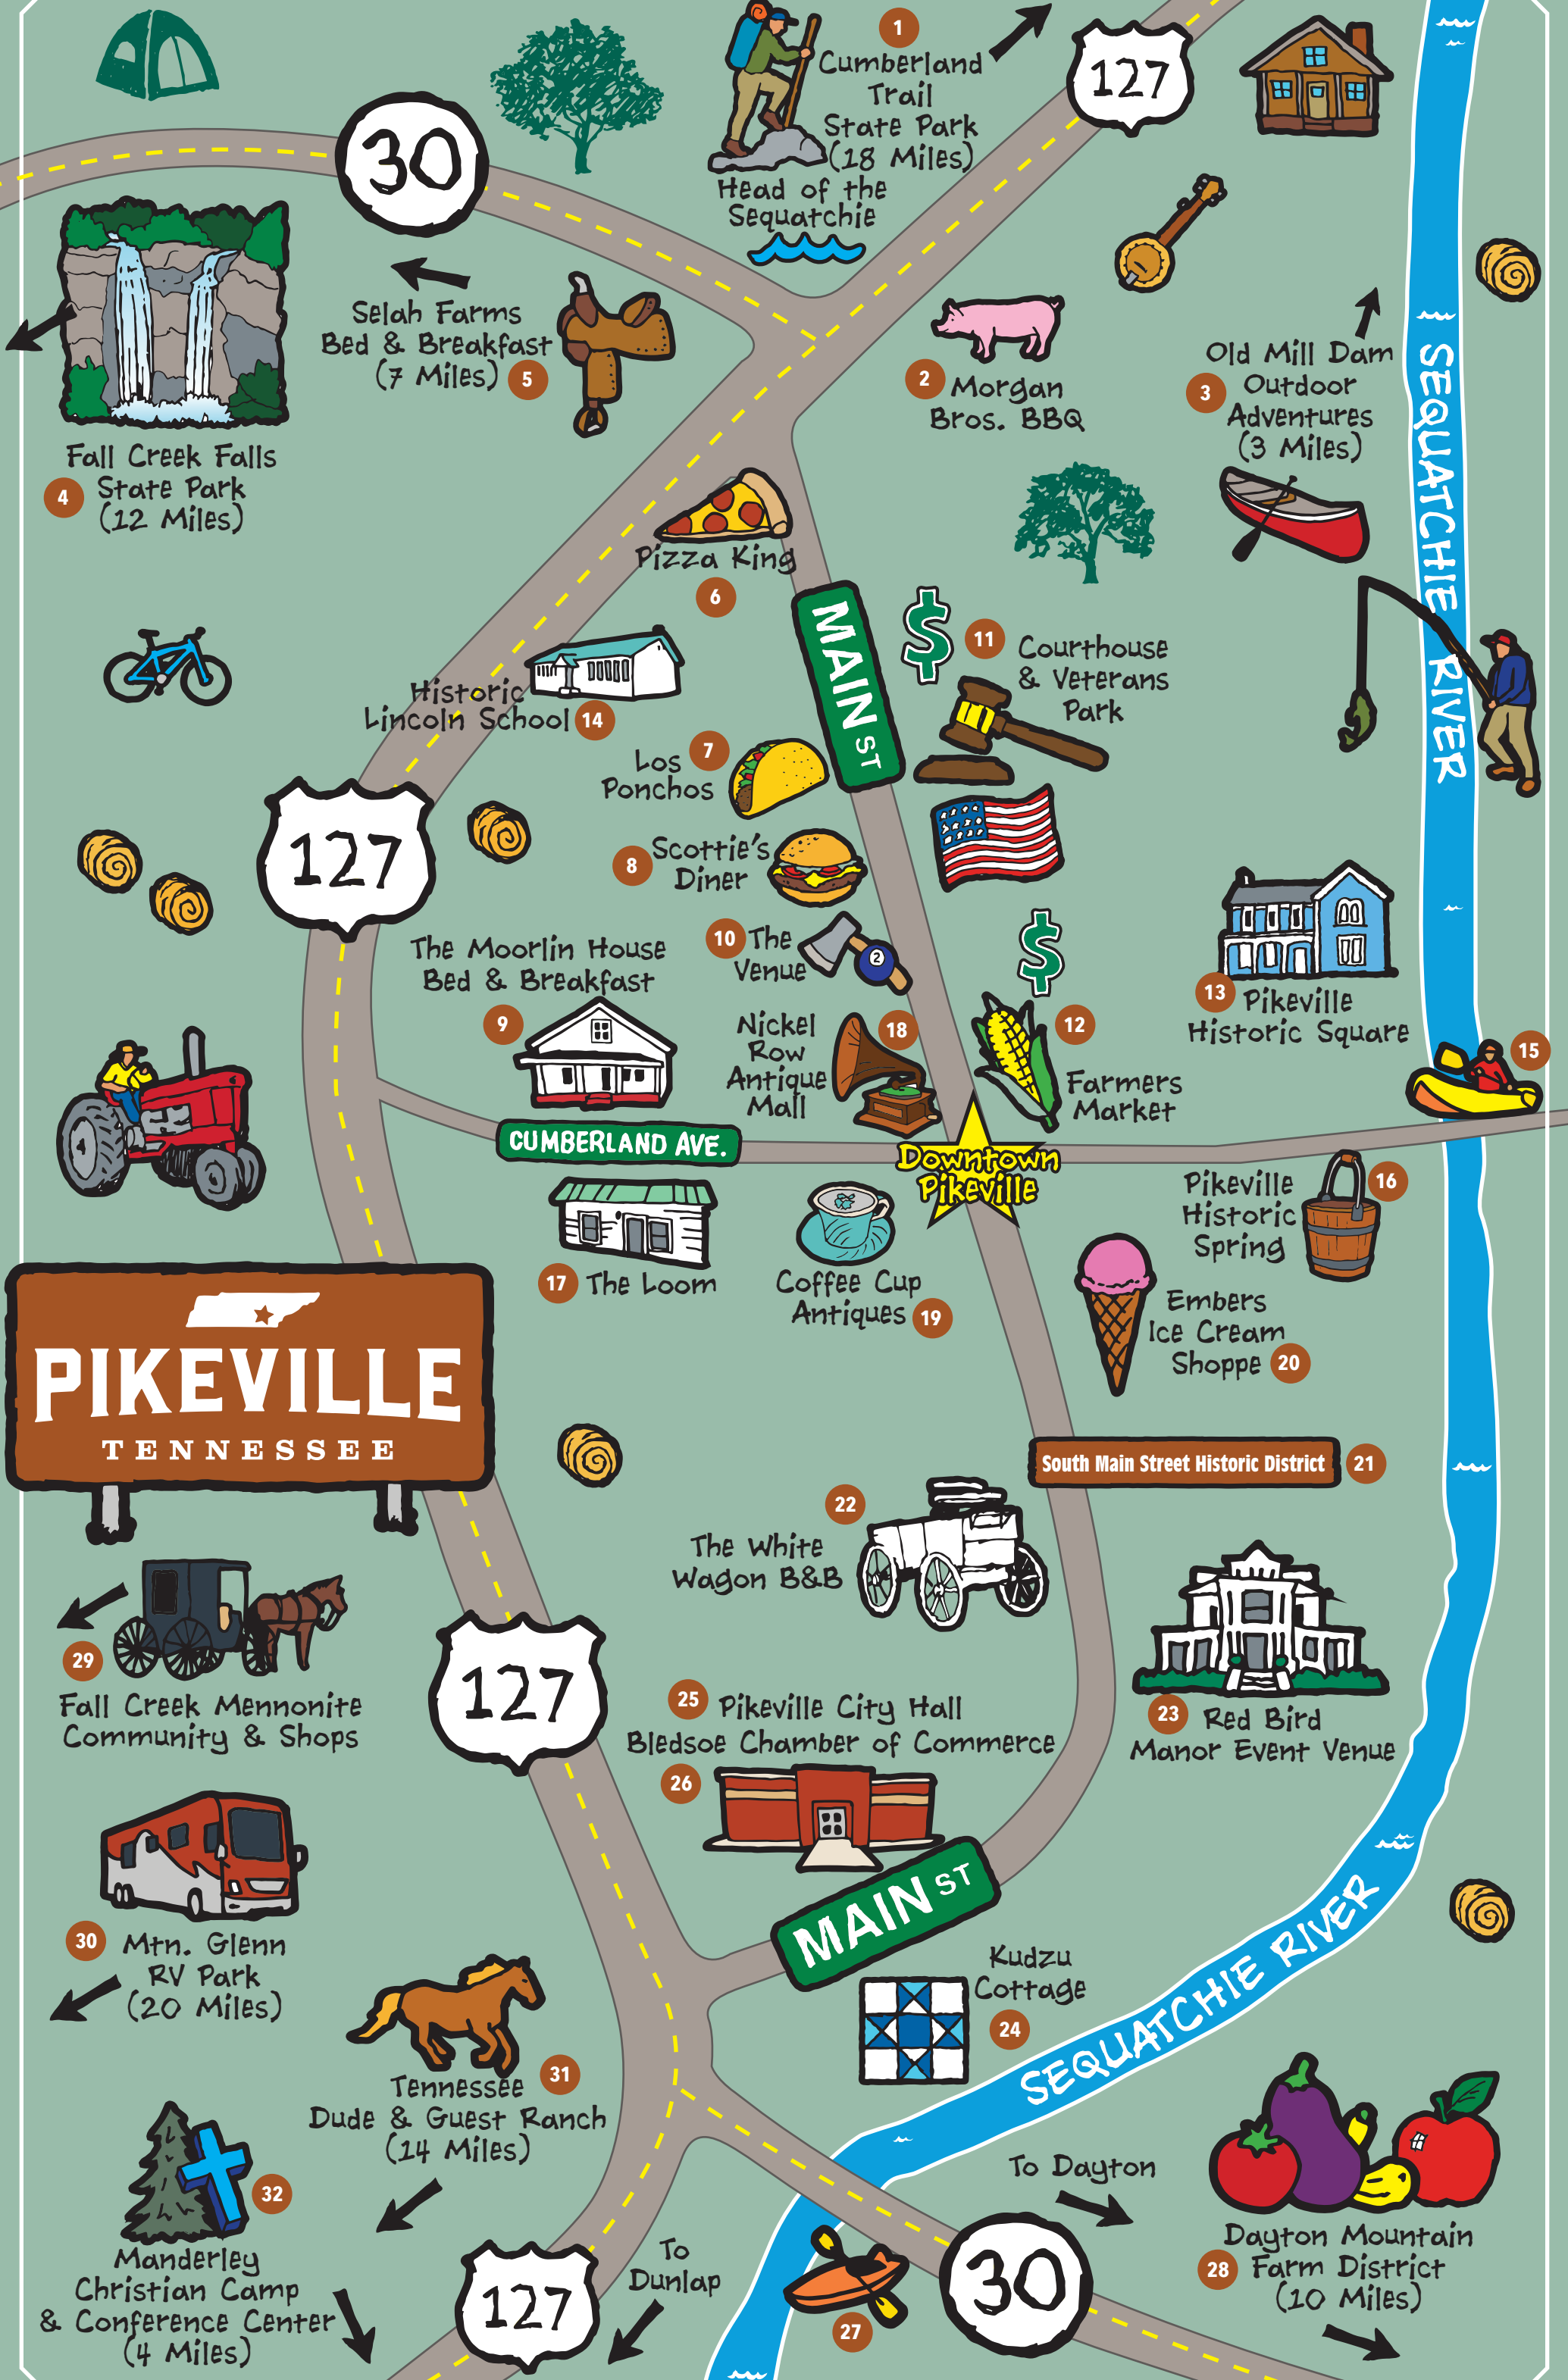 1
Cumberland
Trail
State Park
(18 Miles)
Head of the
Sequatchie
127
30
Selah Farms
Bed & Breakfast
(7 Miles)
5
Fall Creek Falls
4
State Park
(12 Miles)
2
Morgan
Bros. BBQ
Old Mill Dam
3
Outdoor
Adventures
(3 Miles)
SEQUATCHIE RIVER
Pizza King
6
MAIN ST
$
11
Courthouse
& Veterans
Park
Historic
Lincoln School
14
7
Los
Ponchos
127
8
Scottie's
Diner
10
The
Venue
2
The Moorlin House
Bed & Breakfast
9
$
13
Pikeville
Historic Square
Nickel
Row
Antique
Mall
18
12
Farmers
Market
15
CUMBERLAND AVE.
Downtown
Pikeville
Pikeville
Historic
Spring
16
17
The Loom
Coffee Cup
Antiques
19
Embers
Ice Cream
Shoppe
20
PIKEVILLE
TENNESSEE
South Main Street Historic District
21
22
The White
Wagon B&B
29
Fall Creek Mennonite
Community & Shops
127
23
Red Bird
Manor Event Venue
25
Pikeville City Hall
Bledsoe Chamber of Commerce
26
MAIN ST
30
Mtn. Glenn
RV Park
(20 Miles)
Kudzu
Cottage
24
SEQUATCHIE RIVER
31
Tennessee
Dude & Guest Ranch
(14 Miles)
32
Manderley
Christian Camp
& Conference Center
(4 Miles)
127
To
Dunlap
27
30
To Dayton
Dayton Mountain
28
Farm District
(10 Miles)